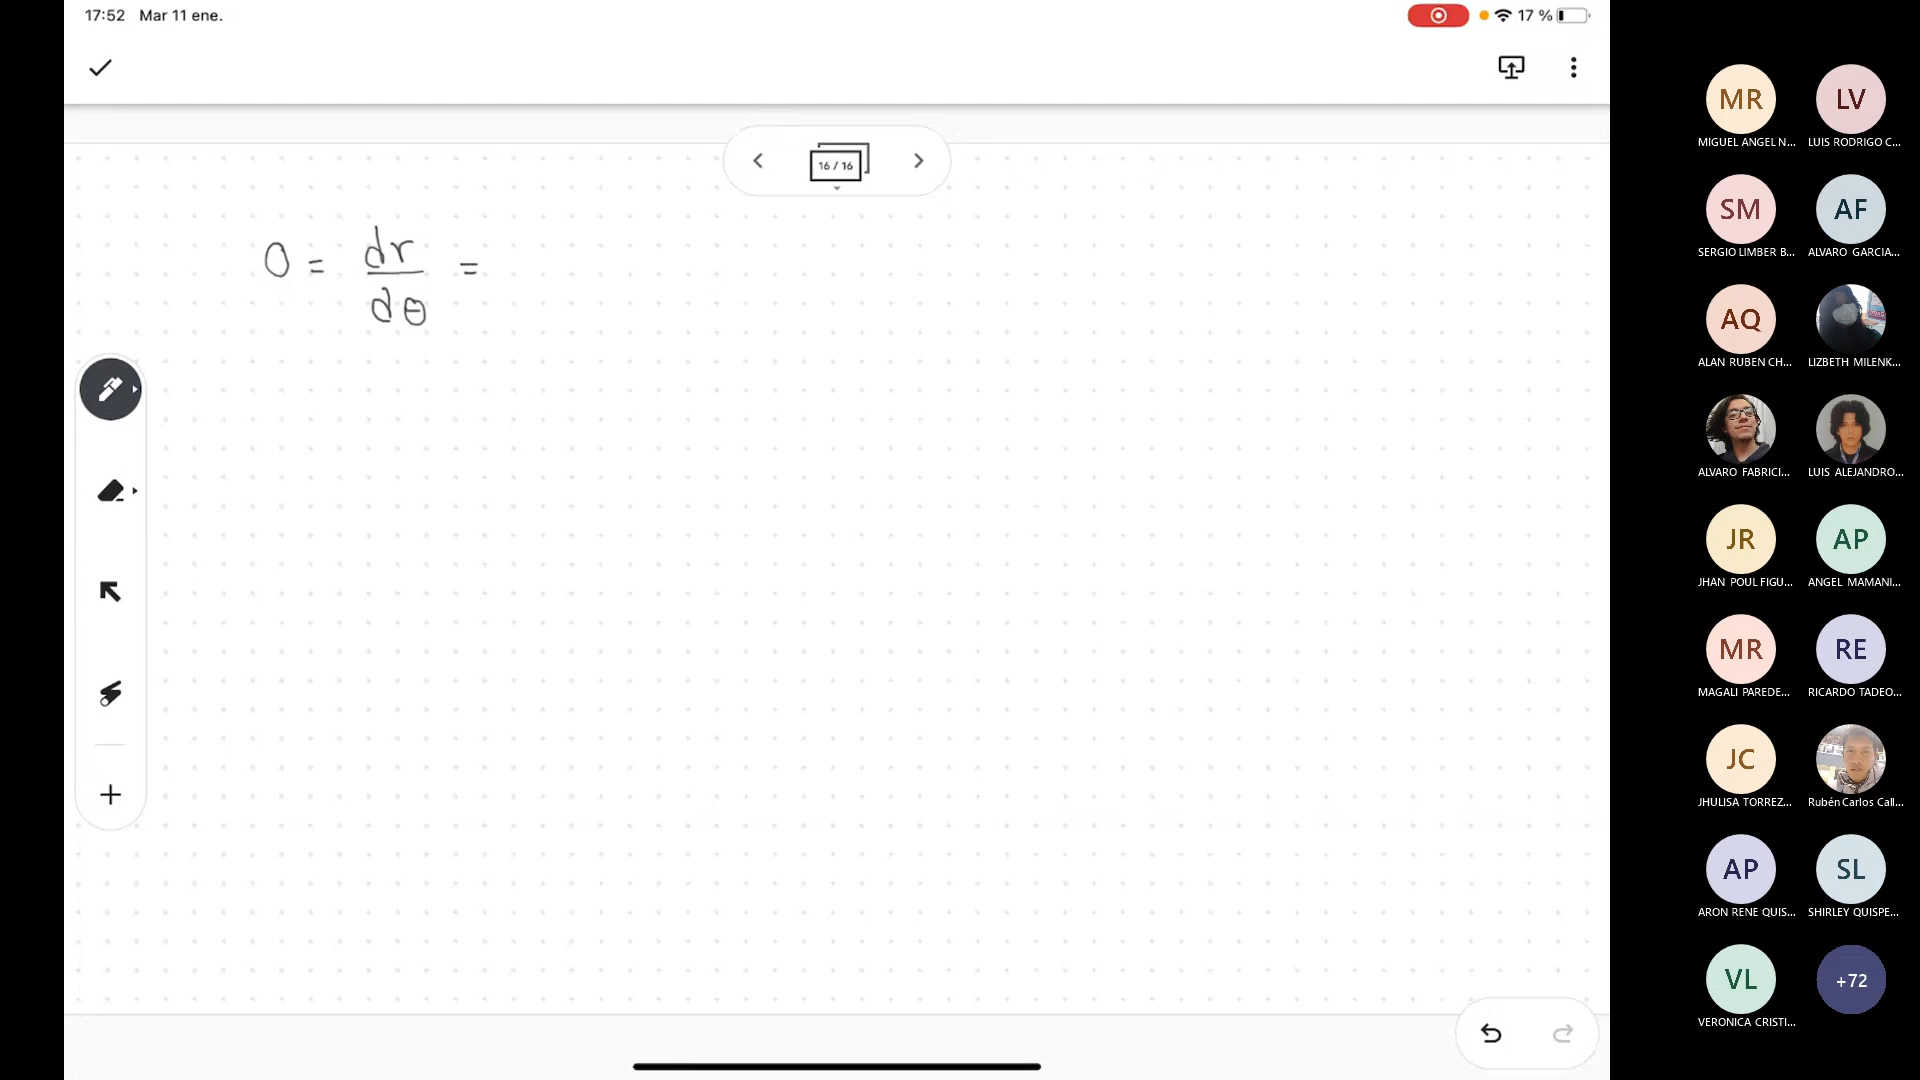 17:52 Mar 11 ene.
17 %
16 / 16
0 = dr/dθ =
MR
MIGUEL ANGEL N...
LV
LUIS RODRIGO C...
SM
SERGIO LIMBER B...
AF
ALVARO GARCIA...
AQ
ALAN RUBEN CH...
LIZBETH MILENK...
ALVARO FABRICI...
LUIS ALEJANDRO...
JR
JHAN POUL FIGU...
AP
ANGEL MAMANI...
MR
MAGALI PAREDE...
RE
RICARDO TADEO...
JC
JHULISA TORREZ...
Rubén Carlos Call...
AP
ARON RENE QUIS...
SL
SHIRLEY QUISPE...
VL
VERONICA CRISTI...
+72